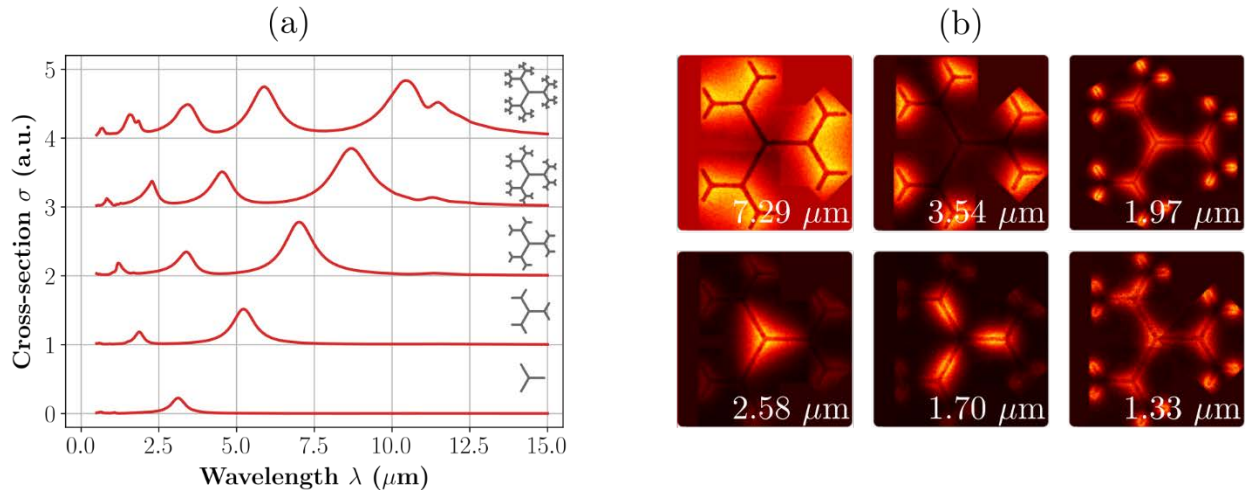 (a)
(b)
Cross-section σ (a.u.)
5
4
3
2
1
0
0.0 2.5 5.0 7.5 10.0 12.5 15.0
Wavelength λ (μm)
7.29 μm
3.54 μm
1.97 μm
2.58 μm
1.70 μm
1.33 μm